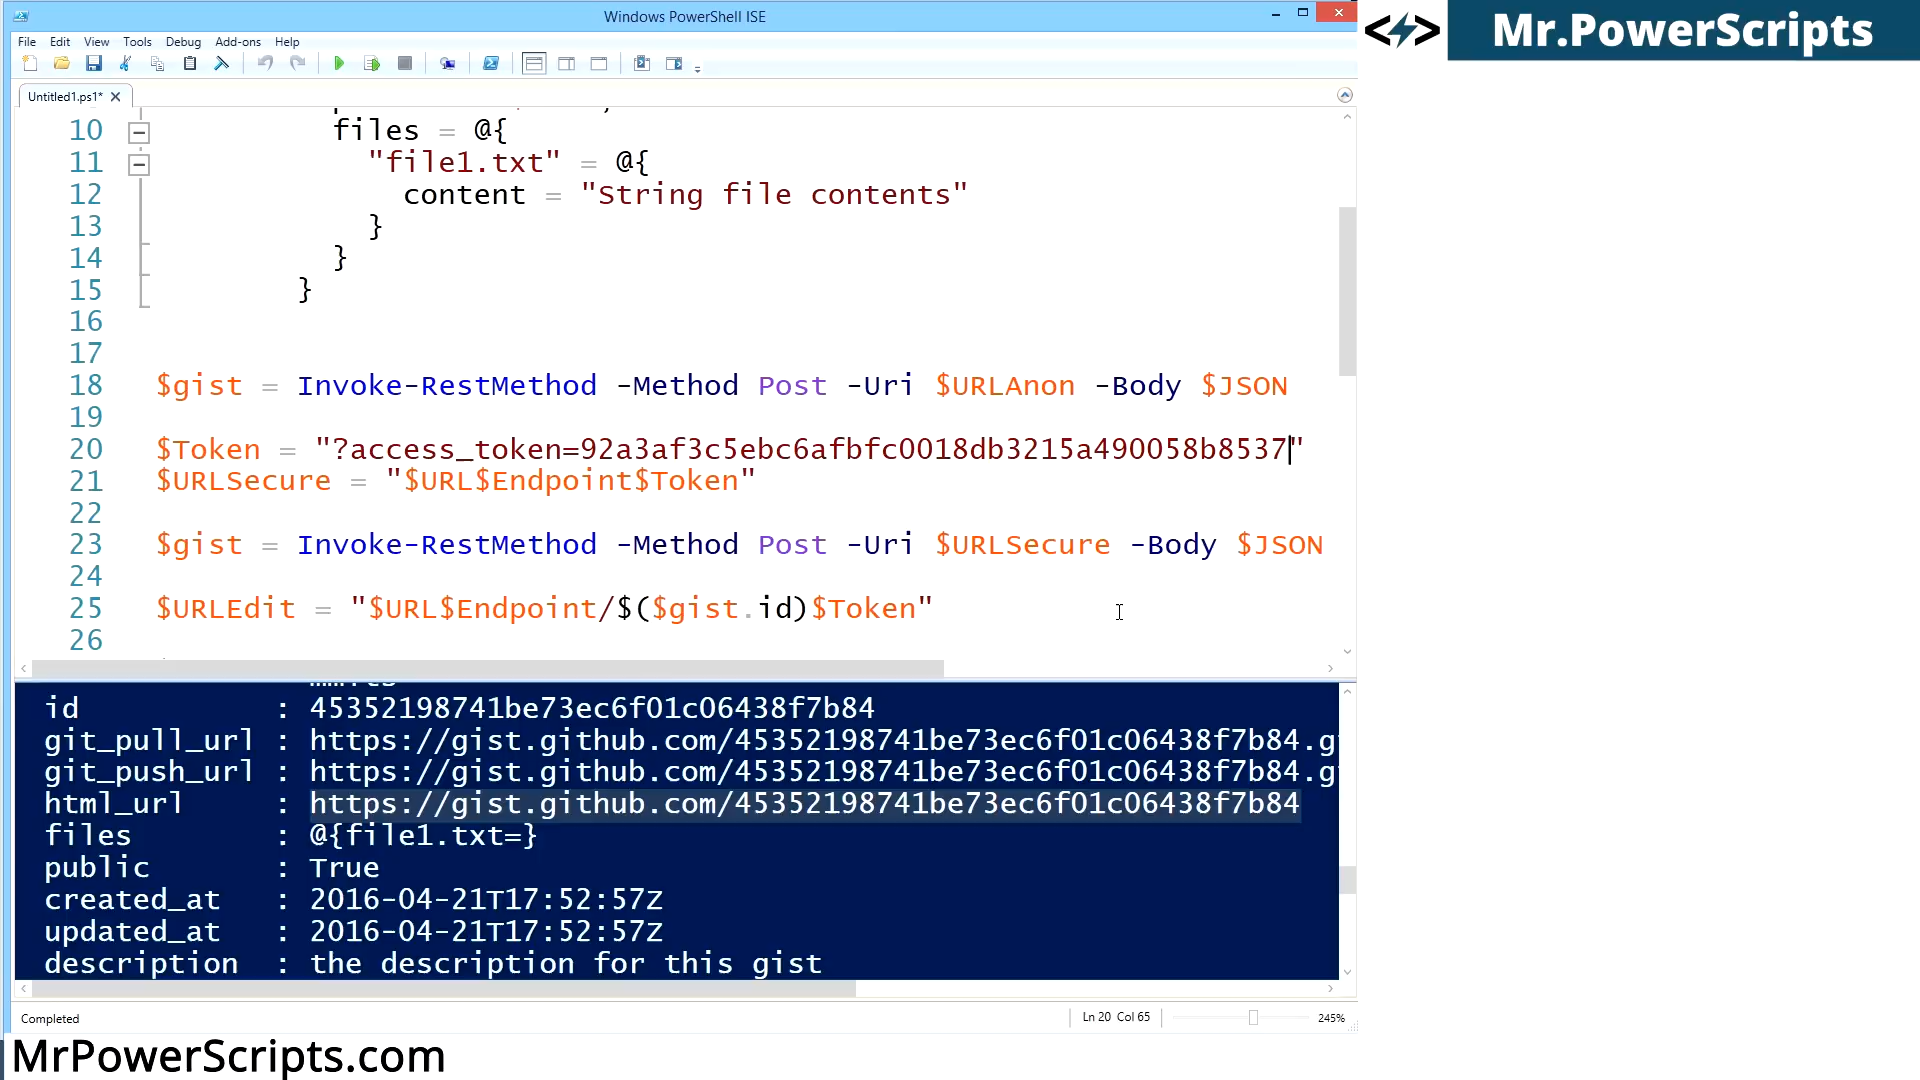 Windows PowerShell ISE
Mr.PowerScripts
File Edit View Tools Debug Add-ons Help
Untitled1.ps1*
10 files = @{
11 "file1.txt" = @{
12 content = "String file contents"
13 }
14 }
15 }
16
17
18 $gist = Invoke-RestMethod -Method Post -Uri $URLAnon -Body $JSON
19
20 $Token = "?access_token=92a3af3c5ebc6afbfc0018db3215a490058b8537"
21 $URLSecure = "$URL$Endpoint$Token"
22
23 $gist = Invoke-RestMethod -Method Post -Uri $URLSecure -Body $JSON
24
25 $URLEdit = "$URL$Endpoint/$($gist.id)$Token"
26
id : 45352198741be73ec6f01c06438f7b84
git_pull_url : https://gist.github.com/45352198741be73ec6f01c06438f7b84.g
git_push_url : https://gist.github.com/45352198741be73ec6f01c06438f7b84.g
html_url : https://gist.github.com/45352198741be73ec6f01c06438f7b84
files : @{file1.txt=}
public : True
created_at : 2016-04-21T17:52:57Z
updated_at : 2016-04-21T17:52:57Z
description : the description for this gist
Completed Ln 20 Col 65 245%
MrPowerScripts.com